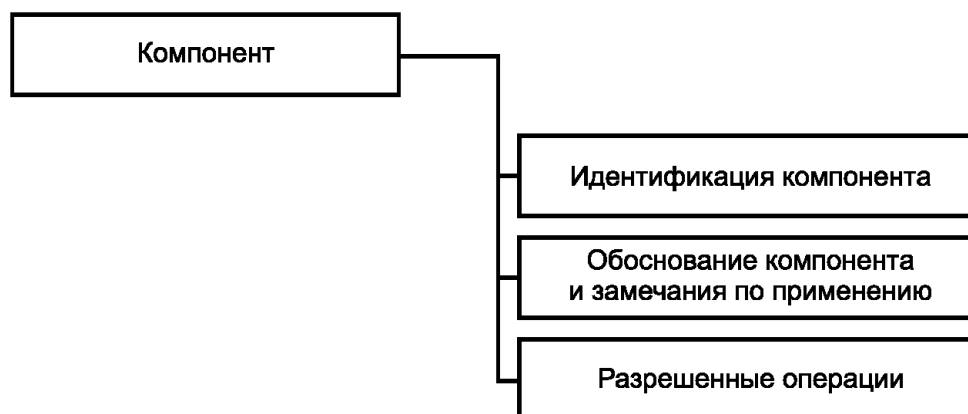 Компонент
Идентификация компонента
Обоснование компонента
и замечания по применению
Разрешенные операции